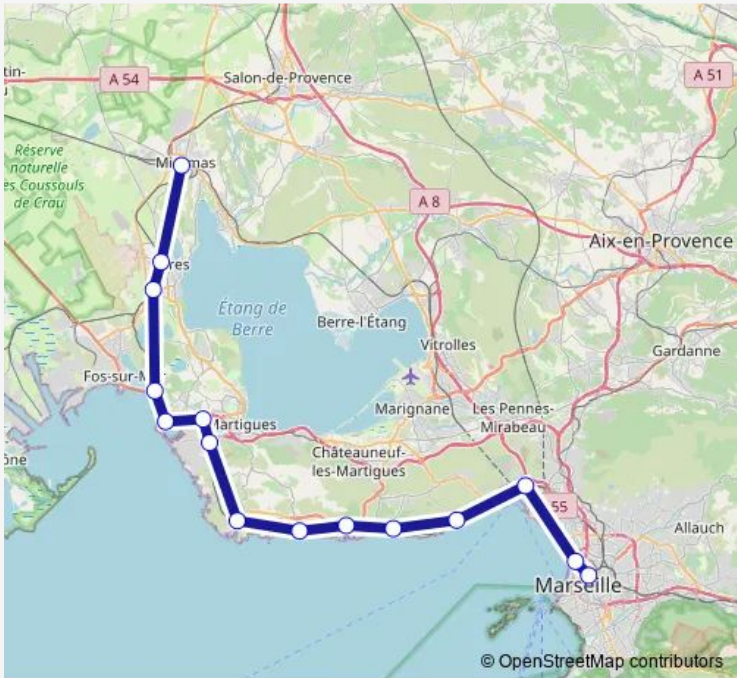 A 54
Salon-de-Provence
A 51
Réserve
naturelle
es Coussouls
de Crau
A 8
Aix-en-Provence
Étang de
Berre
Berre-l'Étang
Vitrolles
Gardanne
Marignane
Les Pennes-
Mirabeau
Martigues
Châteauneuf-
les-Martigues
55
Allauch
Marseille
© OpenStreetMap contributors